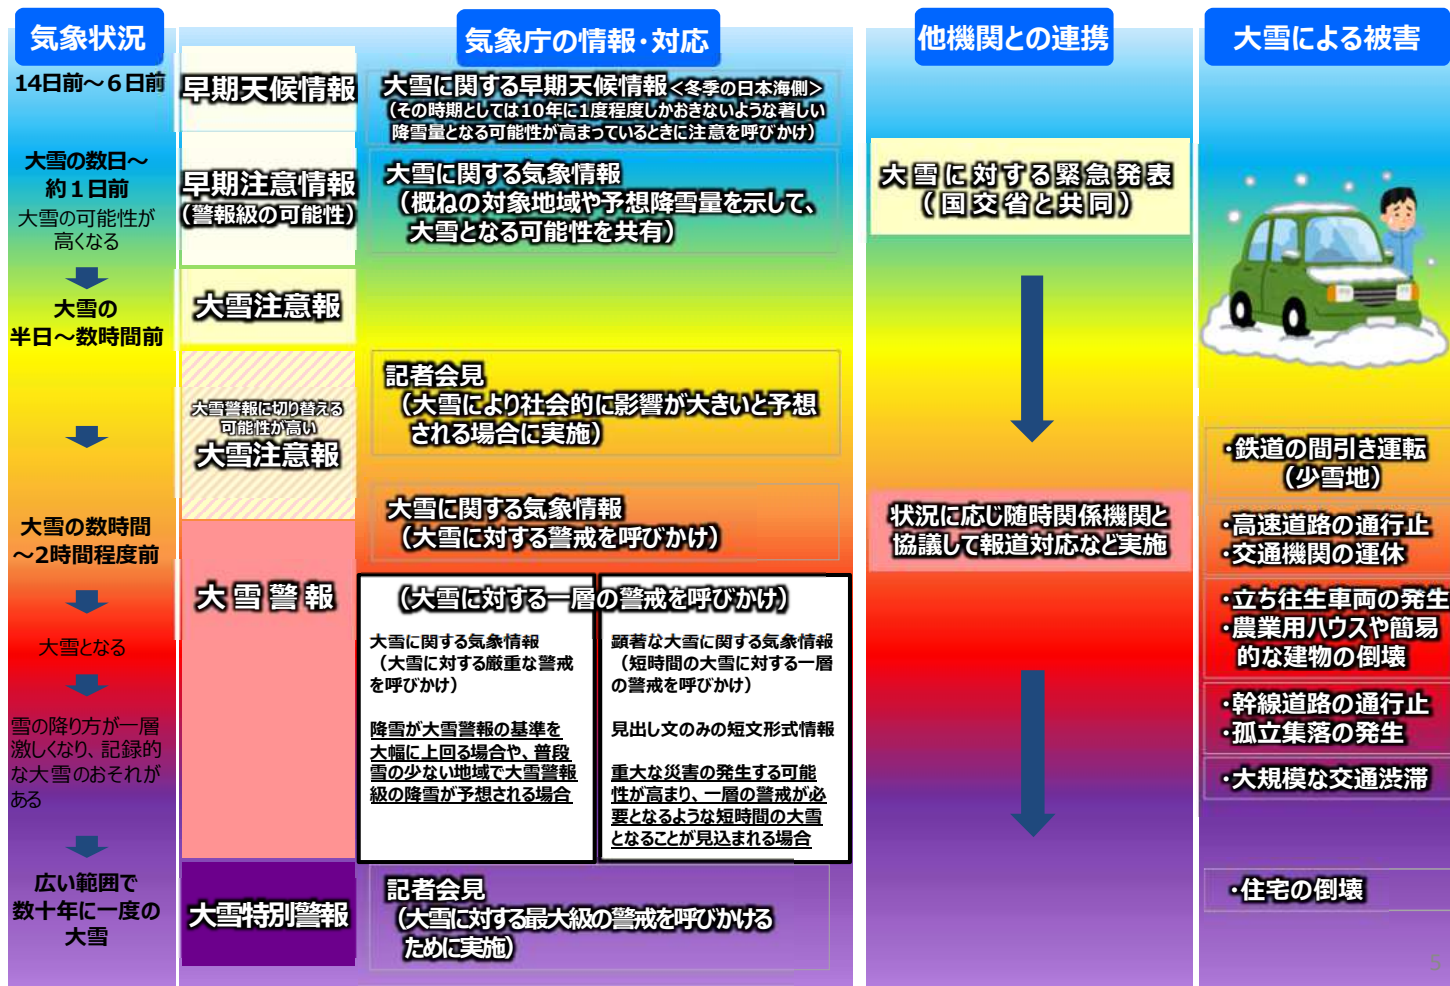 気象状況
14日前～6日前
大雪の数日～
約1日前
大雪の可能性が
高くなる
大雪の
半日～数時間前
大雪の数時間
～2時間程度前
大雪となる
雪の降り方が一層
激しくなり、記録的
な大雪のおそれが
ある
広い範囲で
数十年に一度の
大雪
気象庁の情報・対応
早期天候情報
大雪に関する早期天候情報<冬季の日本海側>
（その時期としては10年に1度程度しかおきないような著しい
降雪量となる可能性が高まっているときに注意を呼びかけ）
早期注意情報
（警報級の可能性）
大雪に関する気象情報
（概ねの対象地域や予想降雪量を示して、
大雪となる可能性を共有）
大雪注意報
大雪警報に切り替える
可能性が高い
大雪注意報
記者会見
（大雪により社会的に影響が大きいと予想
される場合に実施）
大雪に関する気象情報
（大雪に対する警戒を呼びかけ）
大雪警報
（大雪に対する一層の警戒を呼びかけ）
大雪に関する気象情報
（大雪に対する厳重な警戒
を呼びかけ）
降雪が大雪警報の基準を
大幅に上回る場合や、普段
雪の少ない地域で大雪警報
級の降雪が予想される場合
顕著な大雪に関する気象情報
（短時間の大雪に対する一層
の警戒を呼びかけ）
見出し文のみの短文形式情報
重大な災害の発生する可能
性が高まり、一層の警戒が必
要となるような短時間の大雪
となることが見込まれる場合
大雪特別警報
記者会見
（大雪に対する最大級の警戒を呼びかける
ために実施）
他機関との連携
大雪に対する緊急発表
（国交省と共同）
状況に応じ随時関係機関と
協議して報道対応など実施
大雪による被害
・鉄道の間引き運転
（少雪地）
・高速道路の通行止
・交通機関の運休
・立ち往生車両の発生
・農業用ハウスや簡易
的な建物の倒壊
・幹線道路の通行止
・孤立集落の発生
・大規模な交通渋滞
・住宅の倒壊